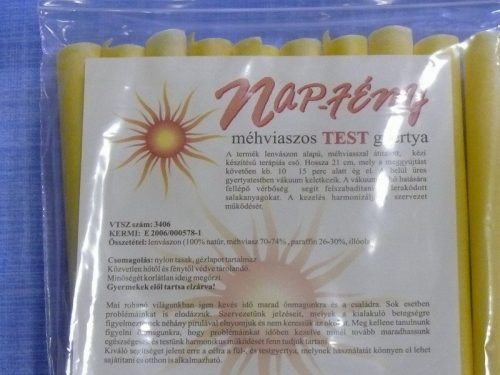 NAPFény
méhviaszos TEST gyertya
A termék lenvászon alapú, méhviasszal kézi
készítésű terápiás cső. Hossza 21 cm, mely a meggyújtást
követően kb. 10 15 perc alatt ég el. belül üres
gyertyatestben vákuum keletkezik. A vákuum hatására
fellépő vérbőség segít felszabadítani lerakódott
salakanyagokat. A kezelés harmonizálja szervezet
működését.
VTSZ szám: 3406
KERMI: E 2006/000578-1
Összetétel: lenvászon (100% natúr, méhviasz 70-74% , paraffin 26-30%,
Csomagolás: nylon tasak, gézlapot tartalmaz
Közvetlen hőtől és fénytől védve tárolandó.
Minőségét korlátlan ideig megőrzi.
Gyermekek elől tartsa elzárva!
Mai rohanó világunkban igen kevés idő marad önmagunkra és a családra. Sok esetben
problémáinkat is elodázzuk. Szervezetünk jelzéseit, melyek a kialakuló betegségre
figyelmeztetnek néhány pirulával elnyomjuk és nem keressük az okokat. Meg kellene tanulnunk
figyelni önmagunkra, hogy problémáinkat időben kezelve minél tovább maradhassunk
egészségesek és testünk harmonikus működését fenn tudjuk tartani.
Kiváló segítséget jelent erre a célra a fül-, és testgyertya, melynek használatát könnyen el lehet
sajátítani és otthon is alkalmazható.